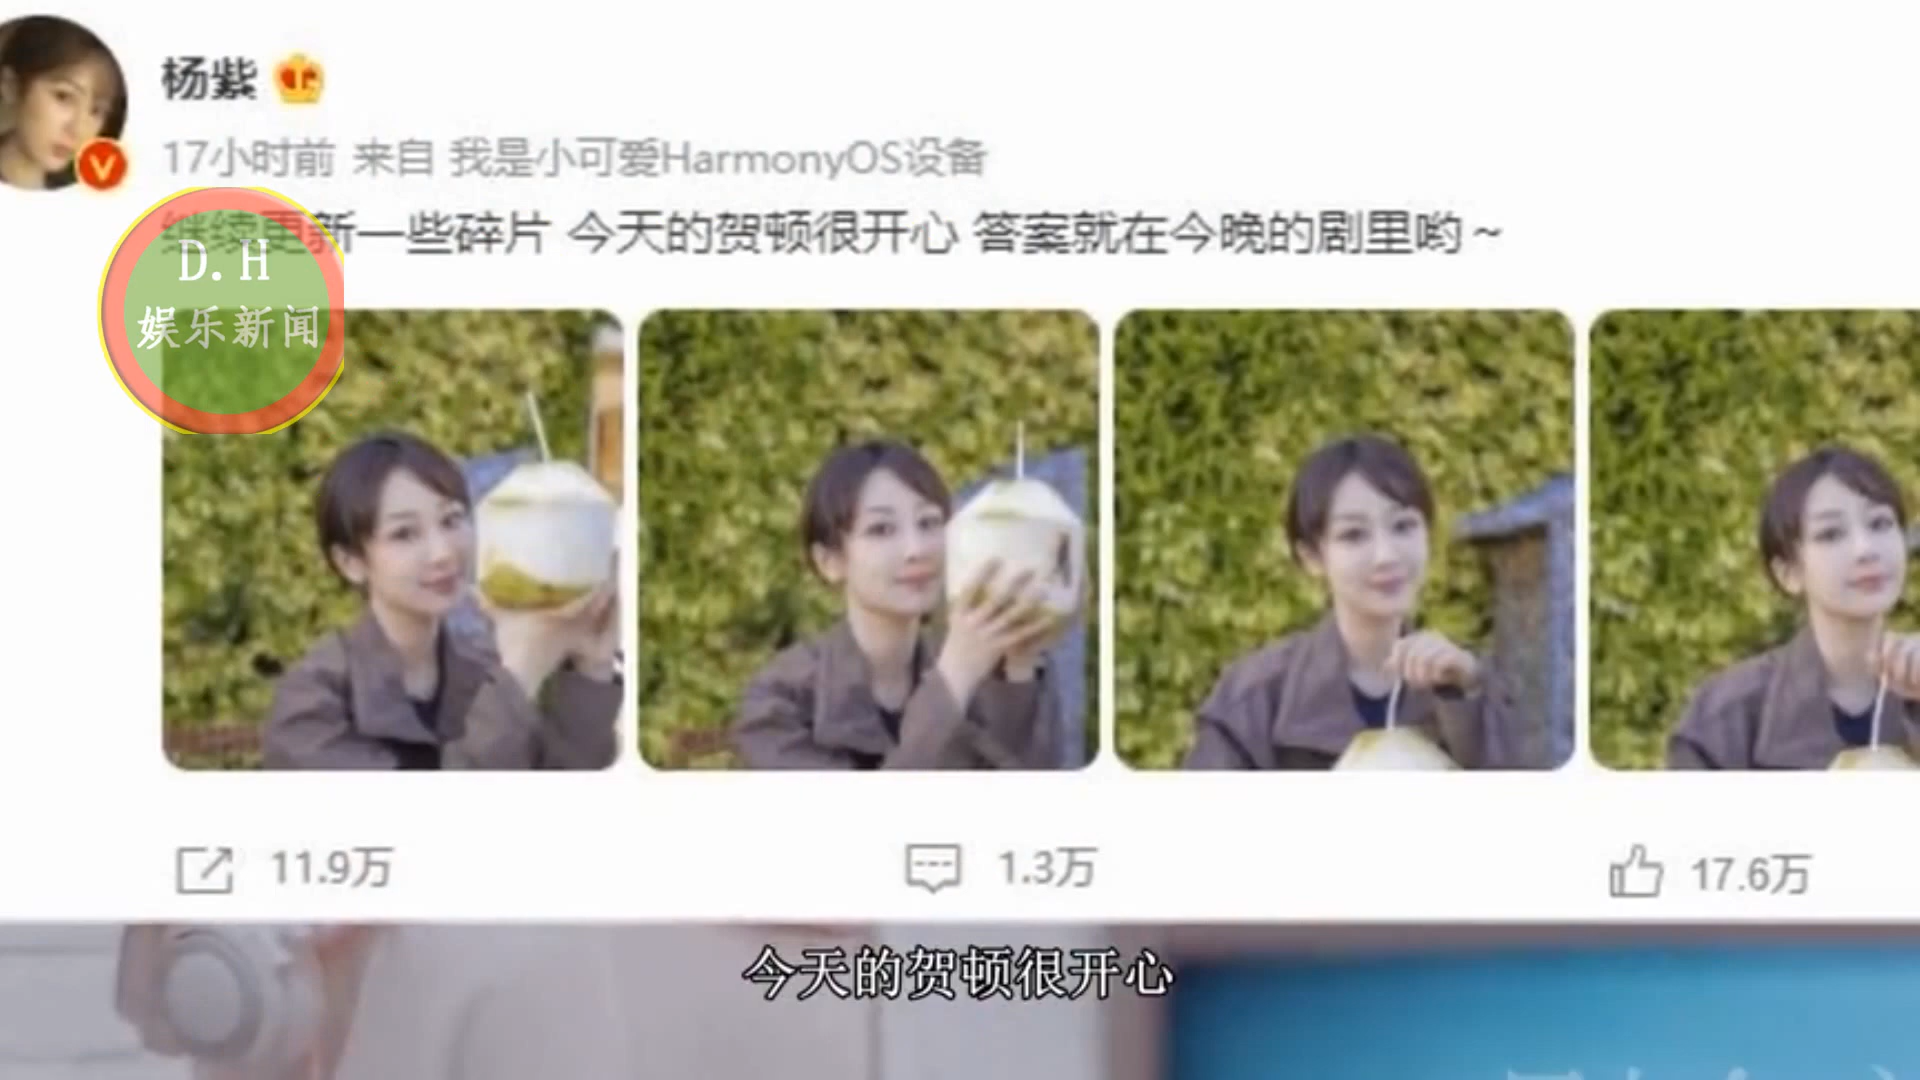 杨紫
17小时前 来自 我是小可爱HarmonyOS设备
继续更新一些碎片 今天的贺顿很开心 答案就在今晚的剧里哟~
D.H
娱乐新闻
11.9万
1.3万
17.6万
今天的贺顿很开心